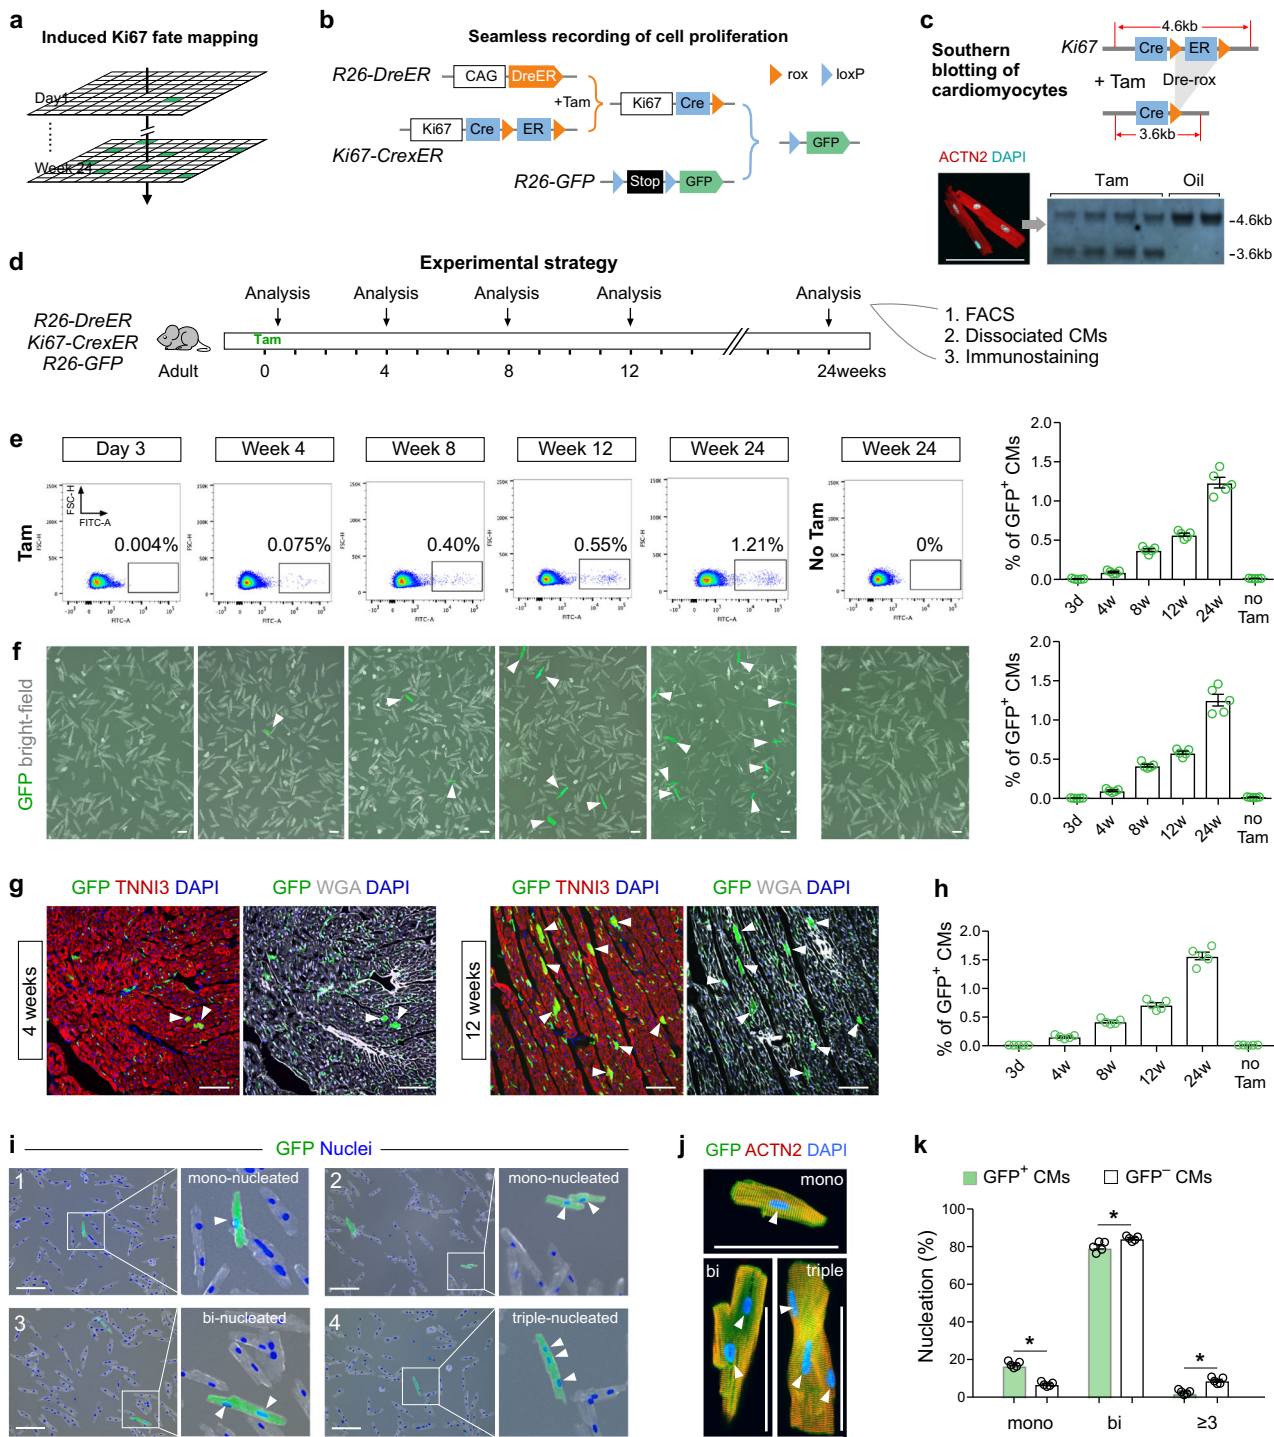 a
Induced Ki67 fate mapping
Day1
Week 24
b
Seamless recording of cell proliferation
R26-DreER
CAG
DreER
+Tam
Ki67
Cre
ER
Ki67-CrexER
Ki67
Cre
rox
loxP
R26-GFP
Stop
GFP
GFP
c
Southern
blotting of
cardiomyocytes
4.6kb
Ki67
Cre
ER
+ Tam
Dre-rox
Cre
3.6kb
ACTN2 DAPI
Tam
Oil
-4.6kb
-3.6kb
d
Experimental strategy
R26-DreER
Ki67-CrexER
R26-GFP
Adult
Analysis
Analysis
Analysis
Analysis
Analysis
Tam
0
4
8
12
24weeks
1. FACS
2. Dissociated CMs
3. Immunostaining
e
Day 3
Week 4
Week 8
Week 12
Week 24
Week 24
Tam
FSC-H
FITC-A
0.004%
0.075%
0.40%
0.55%
1.21%
No Tam
0%
% of GFP+ CMs
2.0
1.5
1.0
0.5
0.0
3d
4w
8w
12w
24w
no
Tam
f
GFP bright-field
% of GFP+ CMs
2.0
1.5
1.0
0.5
0.0
3d
4w
8w
12w
24w
no
Tam
g
GFP TNNI3 DAPI
GFP WGA DAPI
GFP TNNI3 DAPI
GFP WGA DAPI
4 weeks
12 weeks
h
% of GFP+ CMs
2.0
1.5
1.0
0.5
0.0
3d
4w
8w
12w
24w
no
Tam
i
GFP Nuclei
1
mono-nucleated
2
mono-nucleated
3
bi-nucleated
4
triple-nucleated
j
GFP ACTN2 DAPI
mono
bi
triple
k
GFP+ CMs
GFP− CMs
Nucleation (%)
100
80
60
40
20
0
*
*
*
mono
bi
≥3